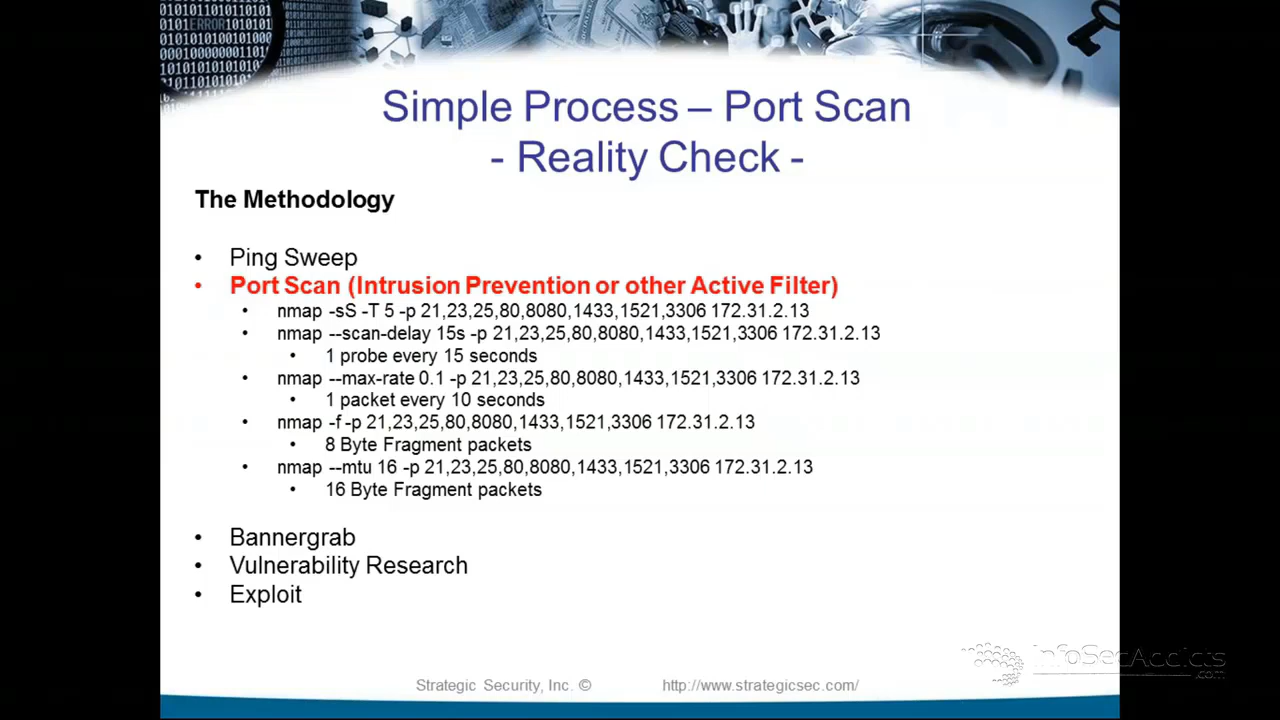 ERROR
Simple Process – Port Scan
- Reality Check -
The Methodology
• Ping Sweep
• Port Scan (Intrusion Prevention or other Active Filter)
• nmap -sS -T 5 -p 21,23,25,80,8080,1433,1521,3306 172.31.2.13
• nmap --scan-delay 15s -p 21,23,25,80,8080,1433,1521,3306 172.31.2.13
• 1 probe every 15 seconds
• nmap --max-rate 0.1 -p 21,23,25,80,8080,1433,1521,3306 172.31.2.13
• 1 packet every 10 seconds
• nmap -f -p 21,23,25,80,8080,1433,1521,3306 172.31.2.13
• 8 Byte Fragment packets
• nmap --mtu 16 -p 21,23,25,80,8080,1433,1521,3306 172.31.2.13
• 16 Byte Fragment packets
• Bannergrab
• Vulnerability Research
• Exploit
InfoSecAddicts
.com
Strategic Security, Inc. © http://www.strategicsec.com/